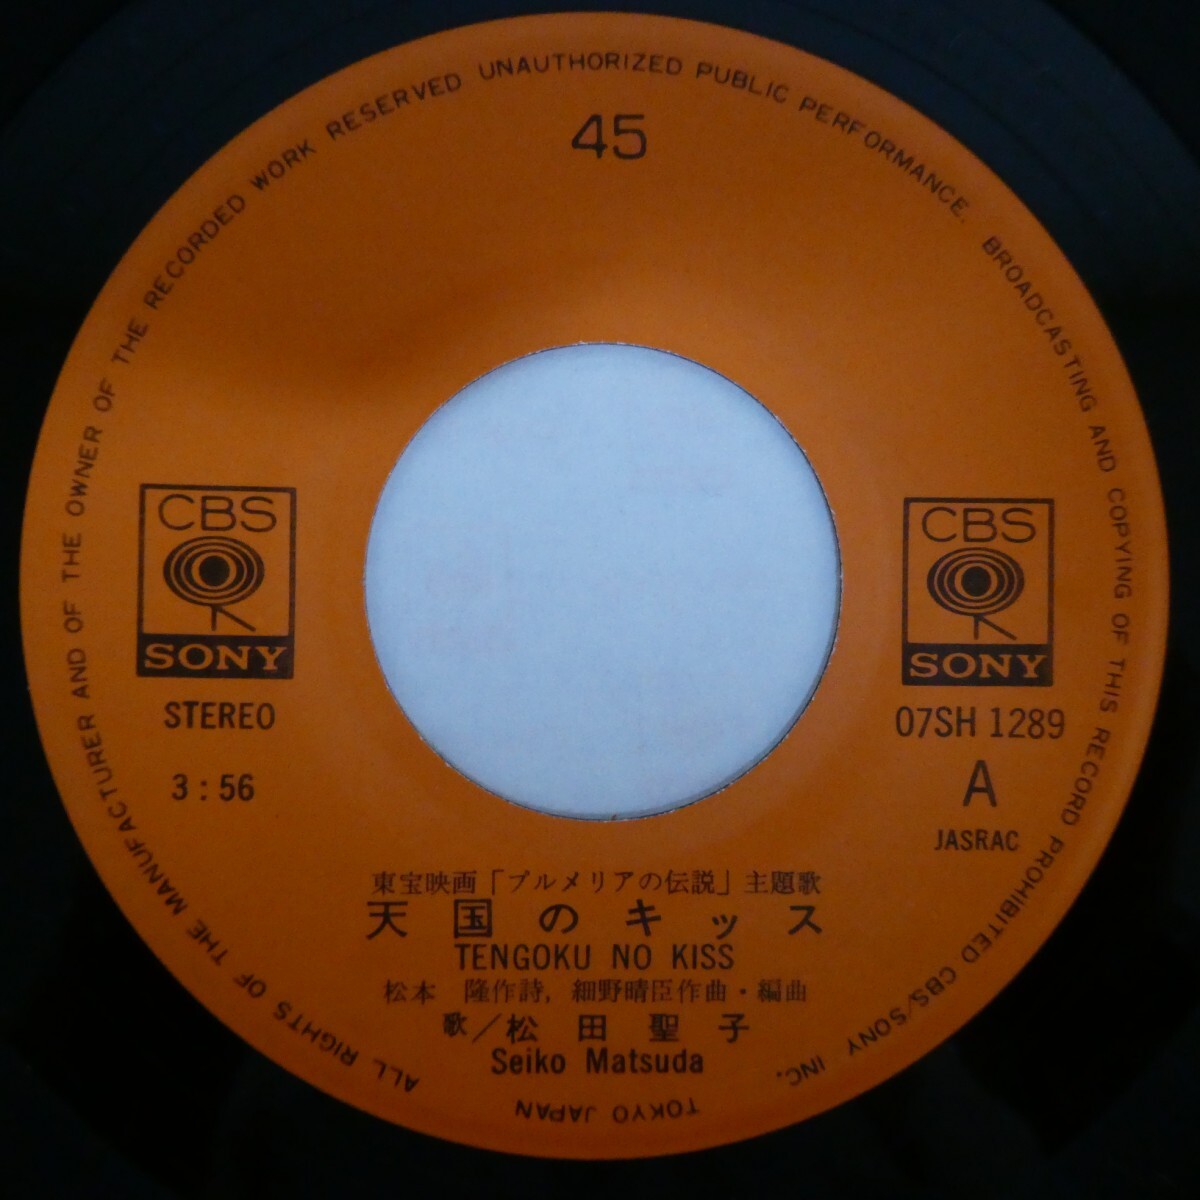 ALL RIGHTS OF THE MANUFACTURER AND OF THE OWNER OF THE RECORDED WORK RESERVED UNAUTHORIZED PUBLIC PERFORMANCE. BROADCASTING AND COPYING OF THIS RECORD PROHIBITED CBS/SONY INC.
TOKYO JAPAN
45
CBS
SONY
STEREO
3:56
CBS
SONY
07SH 1289
A
JASRAC
東宝映画「プルメリアの伝説」主題歌
天国のキッス
TENGOKU NO KISS
松本 隆作詩, 細野晴臣作曲・編曲
歌/松田聖子
Seiko Matsuda